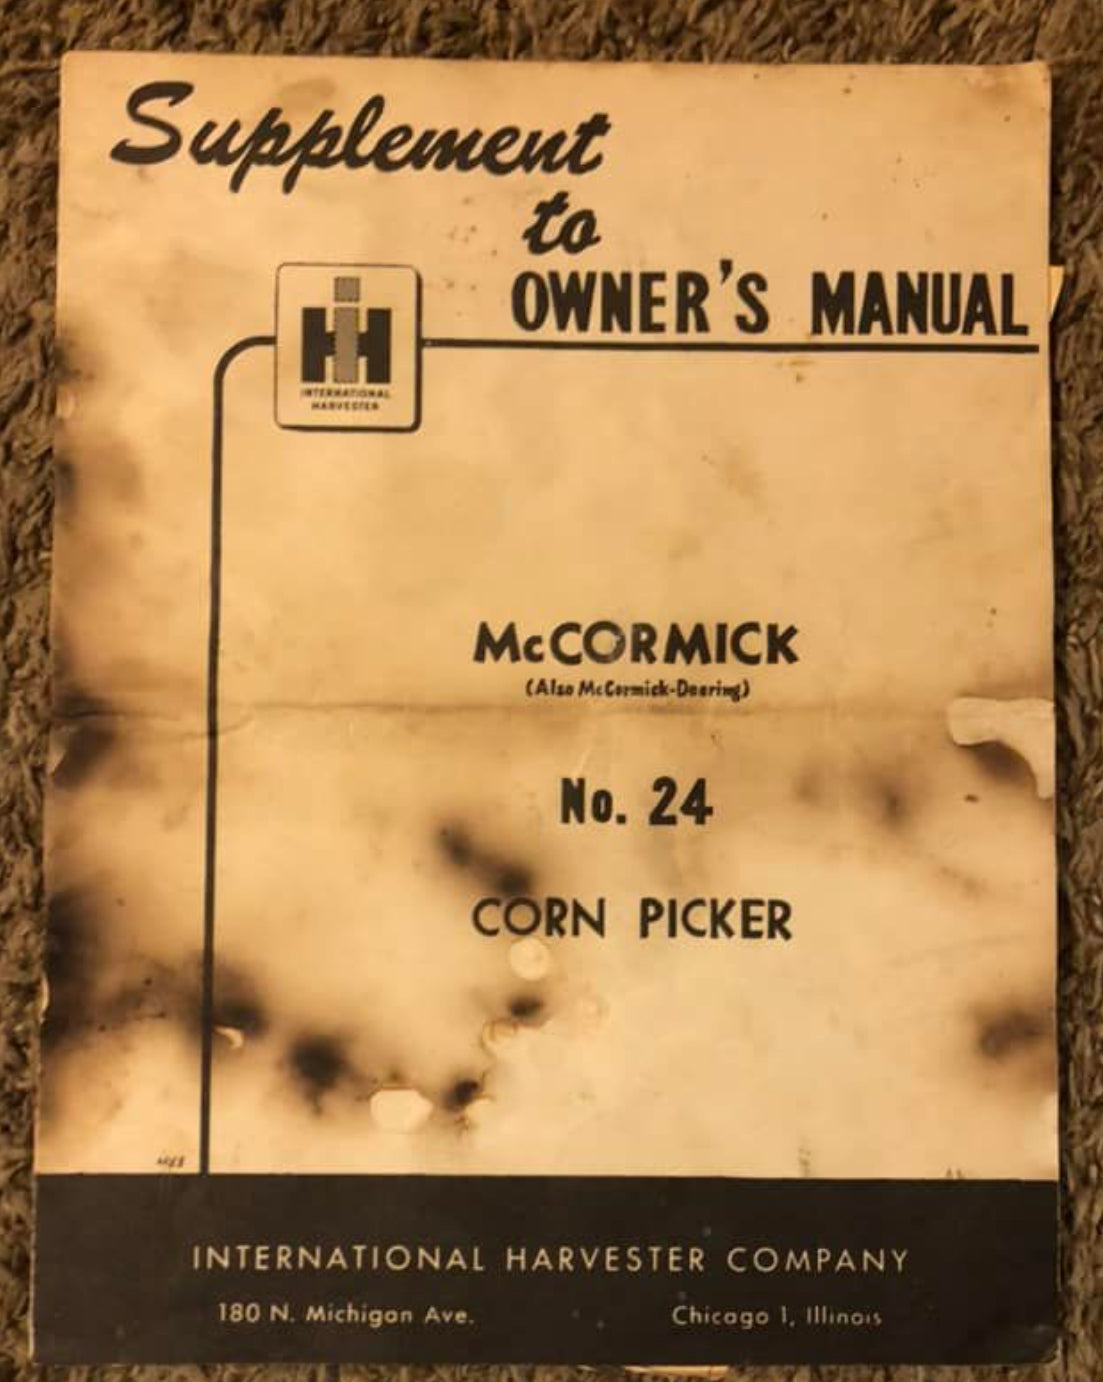 Supplement
to
OWNER'S MANUAL
IH
INTERNATIONAL
HARVESTER
McCORMICK
(Also McCormick-Deering)
No. 24
CORN PICKER
INTERNATIONAL HARVESTER COMPANY
180 N. Michigan Ave. Chicago 1, Illinois